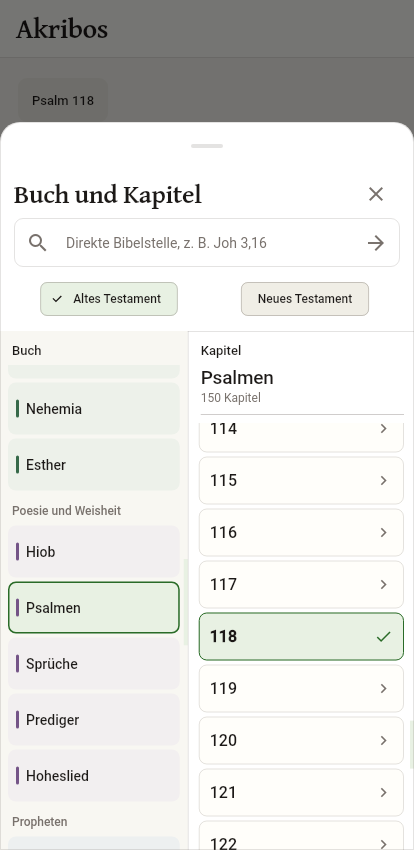 Akribos
Psalm 118
Buch und Kapitel
Direkte Bibelstelle, z. B. Joh 3,16
Altes Testament
Neues Testament
Buch
Nehemia
Esther
Poesie und Weisheit
Hiob
Psalmen
Sprüche
Prediger
Hoheslied
Propheten
Kapitel
Psalmen
150 Kapitel
114
115
116
117
118
119
120
121
122